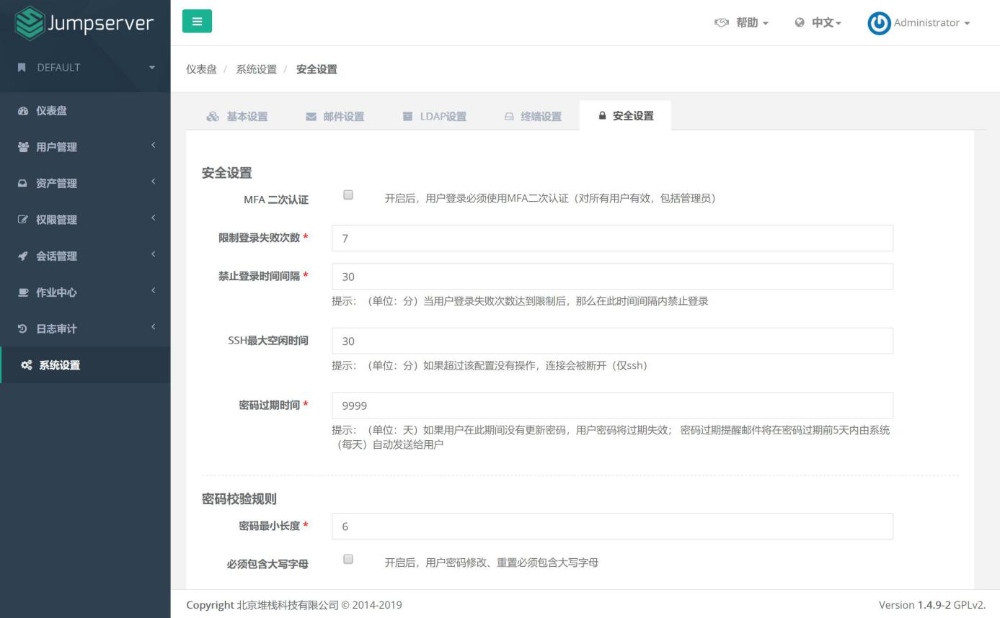 Jumpserver
帮助
中文
Administrator
DEFAULT
仪表盘 / 系统设置 / 安全设置
仪表盘
用户管理
资产管理
权限管理
会话管理
作业中心
日志审计
系统设置
基本设置 邮件设置 LDAP设置 终端设置 安全设置
安全设置
MFA 二次认证 开启后，用户登录必须使用MFA二次认证（对所有用户有效，包括管理员）
限制登录失败次数 * 7
禁止登录时间间隔 * 30
提示：（单位：分）当用户登录失败次数达到限制后，那么在此时间间隔内禁止登录
SSH最大空闲时间 30
提示：（单位：分）如果超过该配置没有操作，连接会被断开（仅ssh）
密码过期时间 * 9999
提示：（单位：天）如果用户在此期间没有更新密码，用户密码将过期失效； 密码过期提醒邮件将在密码过期前5天内由系统
（每天）自动发送给用户
密码校验规则
密码最小长度 * 6
必须包含大写字母 开启后，用户密码修改、重置必须包含大写字母
Copyright 北京堆栈科技有限公司 © 2014-2019
Version 1.4.9-2 GPLv2.